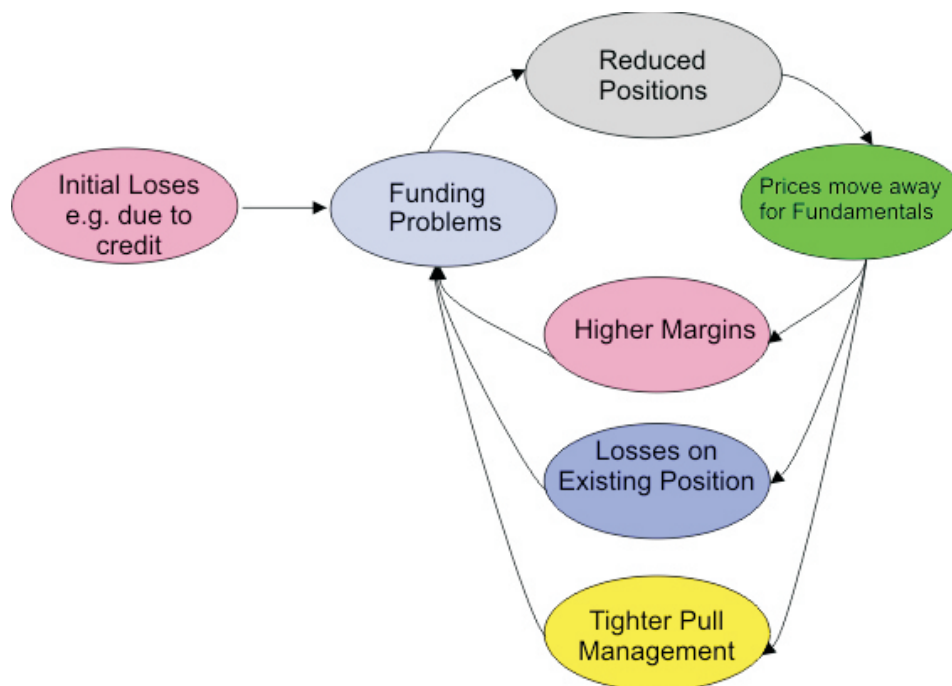 Reduced
Positions
Initial Loses
e.g. due to
credit
Funding
Problems
Prices move away
for Fundamentals
Higher Margins
Losses on
Existing Position
Tighter Pull
Management